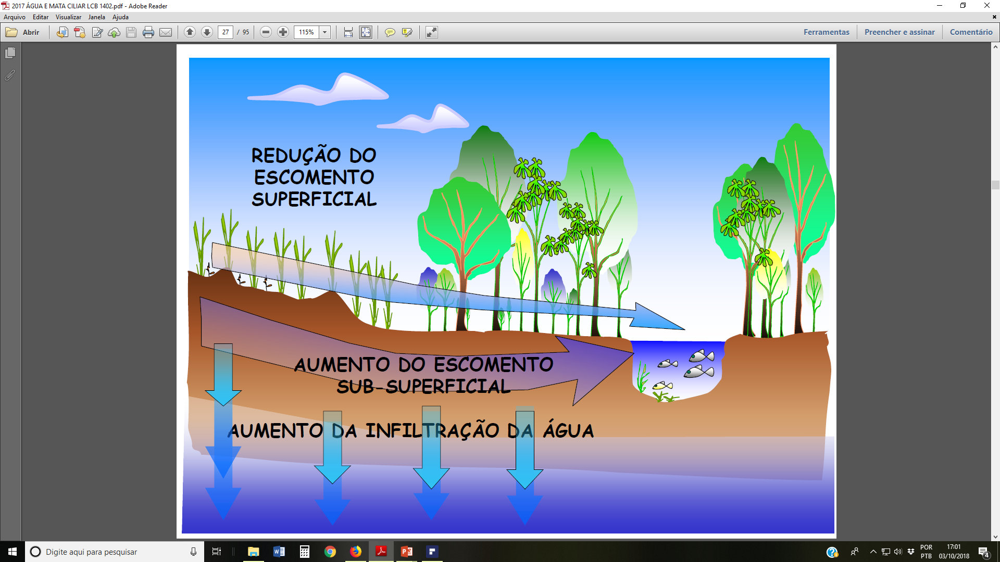 2017 ÁGUA E MATA CILIAR LCB 1402.pdf - Adobe Reader
Arquivo Editar Visualizar Janela Ajuda
Abrir 27 / 95 115% Ferramentas Preencher e assinar Comentário
REDUÇÃO DO
ESCOMENTO
SUPERFICIAL
AUMENTO DO ESCOMENTO
SUB-SUPERFICIAL
AUMENTO DA INFILTRAÇÃO DA ÁGUA
Digite aqui para pesquisar
POR
PTB
17:01
03/10/2018
4